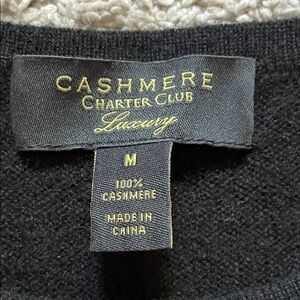 CASHMERE
CHARTER CLUB
Luxury
M
100%
CASHMERE
MADE IN
CHINA